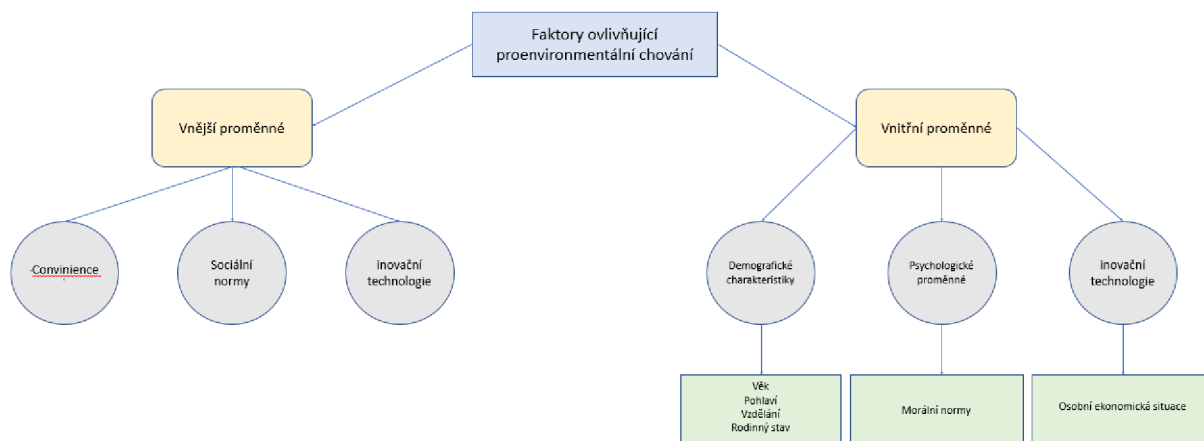 Faktory ovlivňující
proenvironmentální chování
Vnější proměnné
Vnitřní proměnné
-Convinience
Sociální
normy
inovační
technologie
Demografické
charakteristiky
Psychologické
proměnné
inovační
technologie
Věk
Pohlaví
Vzdělání
Rodinný stav
Morální normy
Osobní ekonomická situace